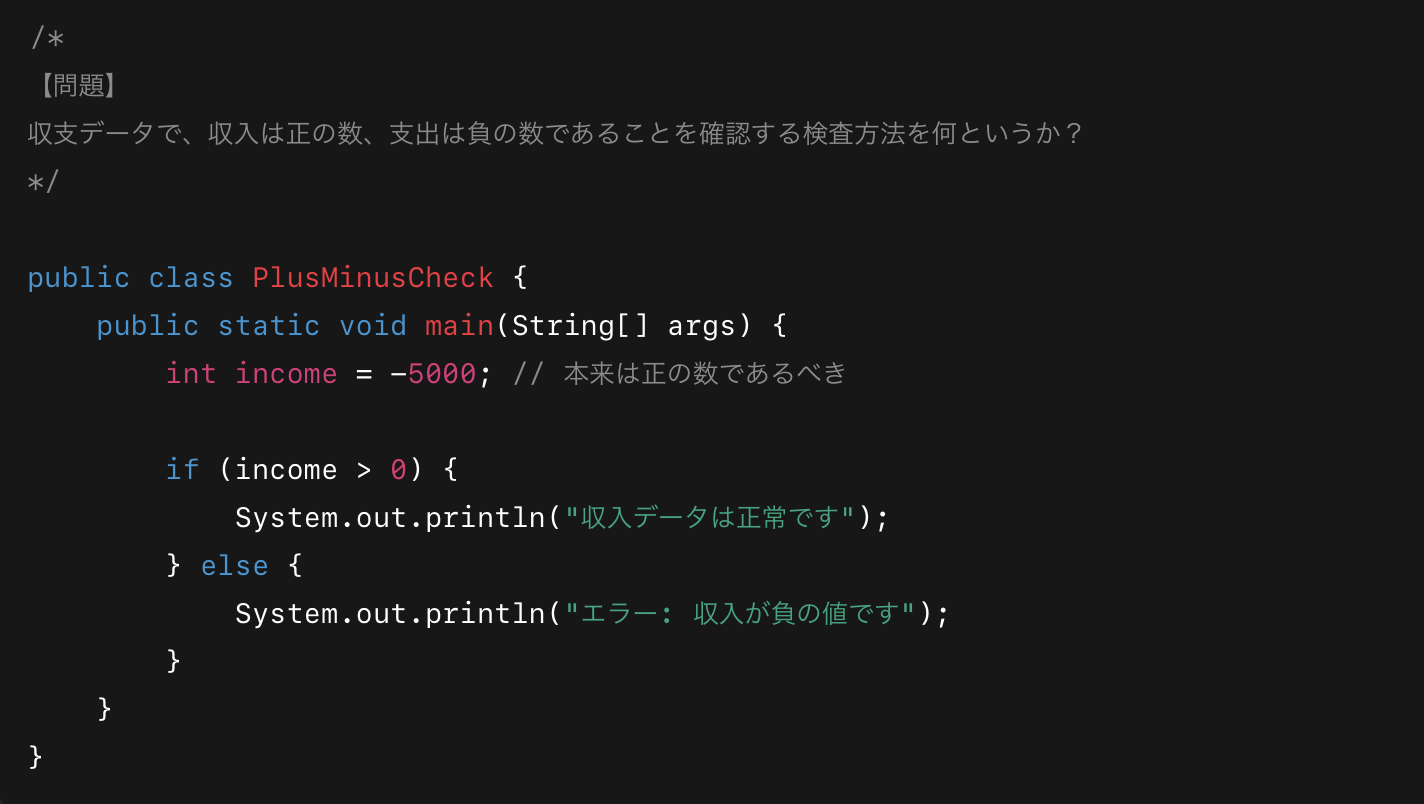 /*
【問題】
収支データで、収入は正の数、支出は負の数であることを確認する検査方法を何というか？
*/

public class PlusMinusCheck {
    public static void main(String[] args) {
        int income = -5000; // 本来は正の数であるべき

        if (income > 0) {
            System.out.println("収入データは正常です");
        } else {
            System.out.println("エラー: 収入が負の値です");
        }
    }
}